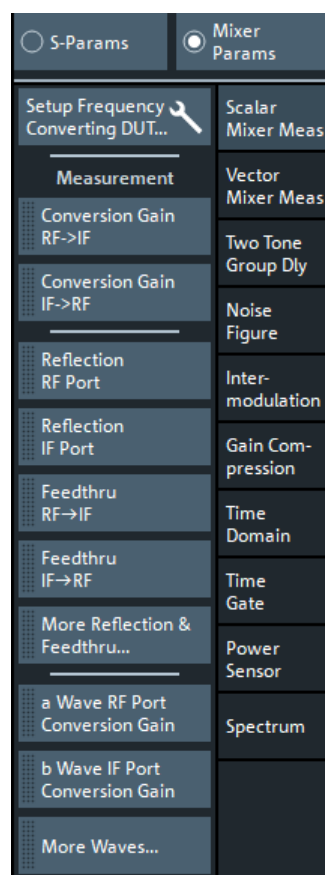 S-Params
Mixer
Params
Setup Frequency
Converting DUT...
Measurement
Conversion Gain
RF->IF
Conversion Gain
IF->RF
Reflection
RF Port
Reflection
IF Port
Feedthru
RF→IF
Feedthru
IF→RF
More Reflection &
Feedthru...
a Wave RF Port
Conversion Gain
b Wave IF Port
Conversion Gain
More Waves...
Scalar
Mixer Meas
Vector
Mixer Meas
Two Tone
Group Dly
Noise
Figure
Inter-
modulation
Gain Com-
pression
Time
Domain
Time
Gate
Power
Sensor
Spectrum